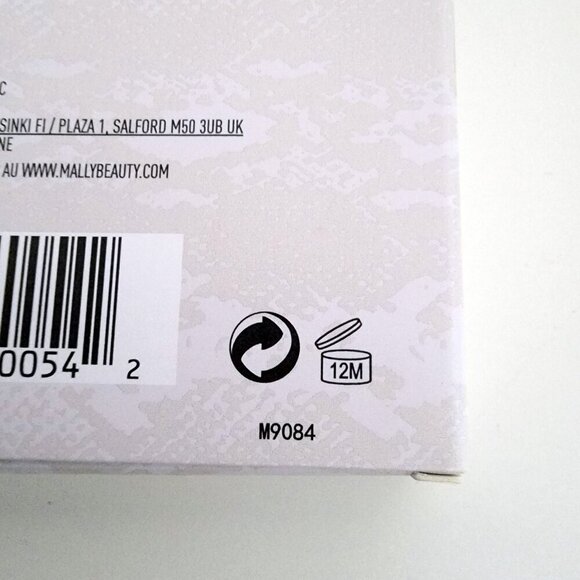 C
SINKI FI / PLAZA 1, SALFORD M50 3UB UK
NE
AU WWW.MALLYBEAUTY.COM
0054 2
12M
M9084